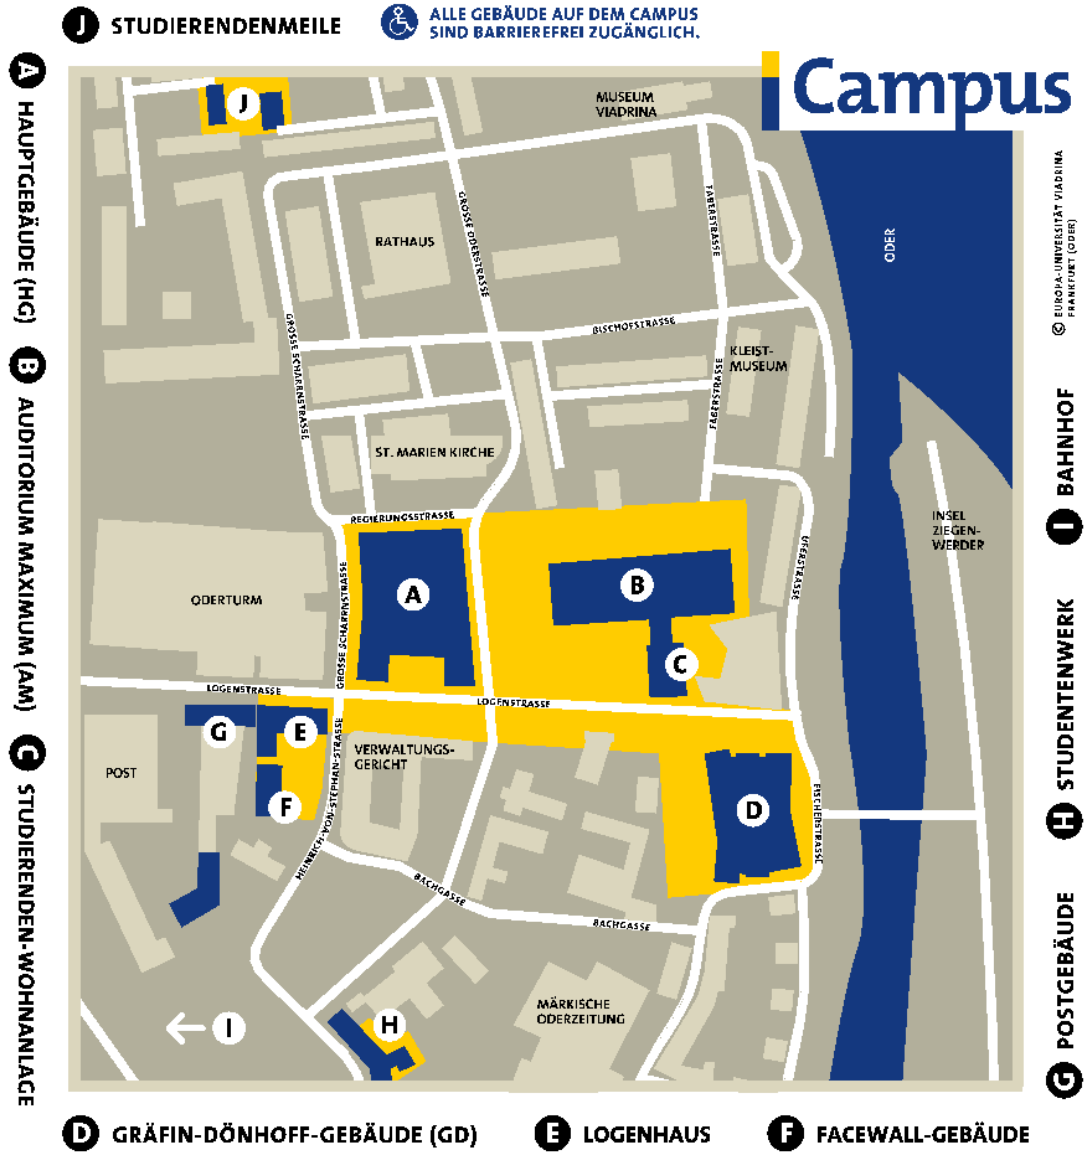 J STUDIERENDENMEILE
ALLE GEBÄUDE AUF DEM CAMPUS
SIND BARRIEREFREI ZUGÄNGLICH.
Campus
A HAUPTGEBÄUDE (HG)
B AUDITORIUM MAXIMUM (AM)
C STUDIERENDEN-WOHNANLAGE
J
MUSEUM
VIADRINA
GROSSE ODERSTRASSE
FABERSTRASSE
RATHAUS
ODER
BISCHOFSTRASSE
GROSSE SCHARRNSTRASSE
KLEIST-
MUSEUM
FABERSTRASSE
ST. MARIEN KIRCHE
REGIERUNGSSTRASSE
INSEL
ZIEGEN-
WERDER
UFERSTRASSE
ODERTURM
GROSSE SCHARRNSTRASSE
A
B
C
LOGENSTRASSE
LOGENSTRASSE
G
E
F
POST
HEINRICH-VON-STEPHAN-STRASSE
VERWALTUNGS-
GERICHT
D
FISCHERSTRASSE
BACHGASSE
BACHGASSE
MÄRKISCHE
ODERZEITUNG
I
H
© EUROPA-UNIVERSITÄT VIADRINA
FRANKFURT (ODER)
I BAHNHOF
H STUDENTENWERK
G POSTGEBÄUDE
D GRÄFIN-DÖNHOFF-GEBÄUDE (GD)
E LOGENHAUS
F FACEWALL-GEBÄUDE